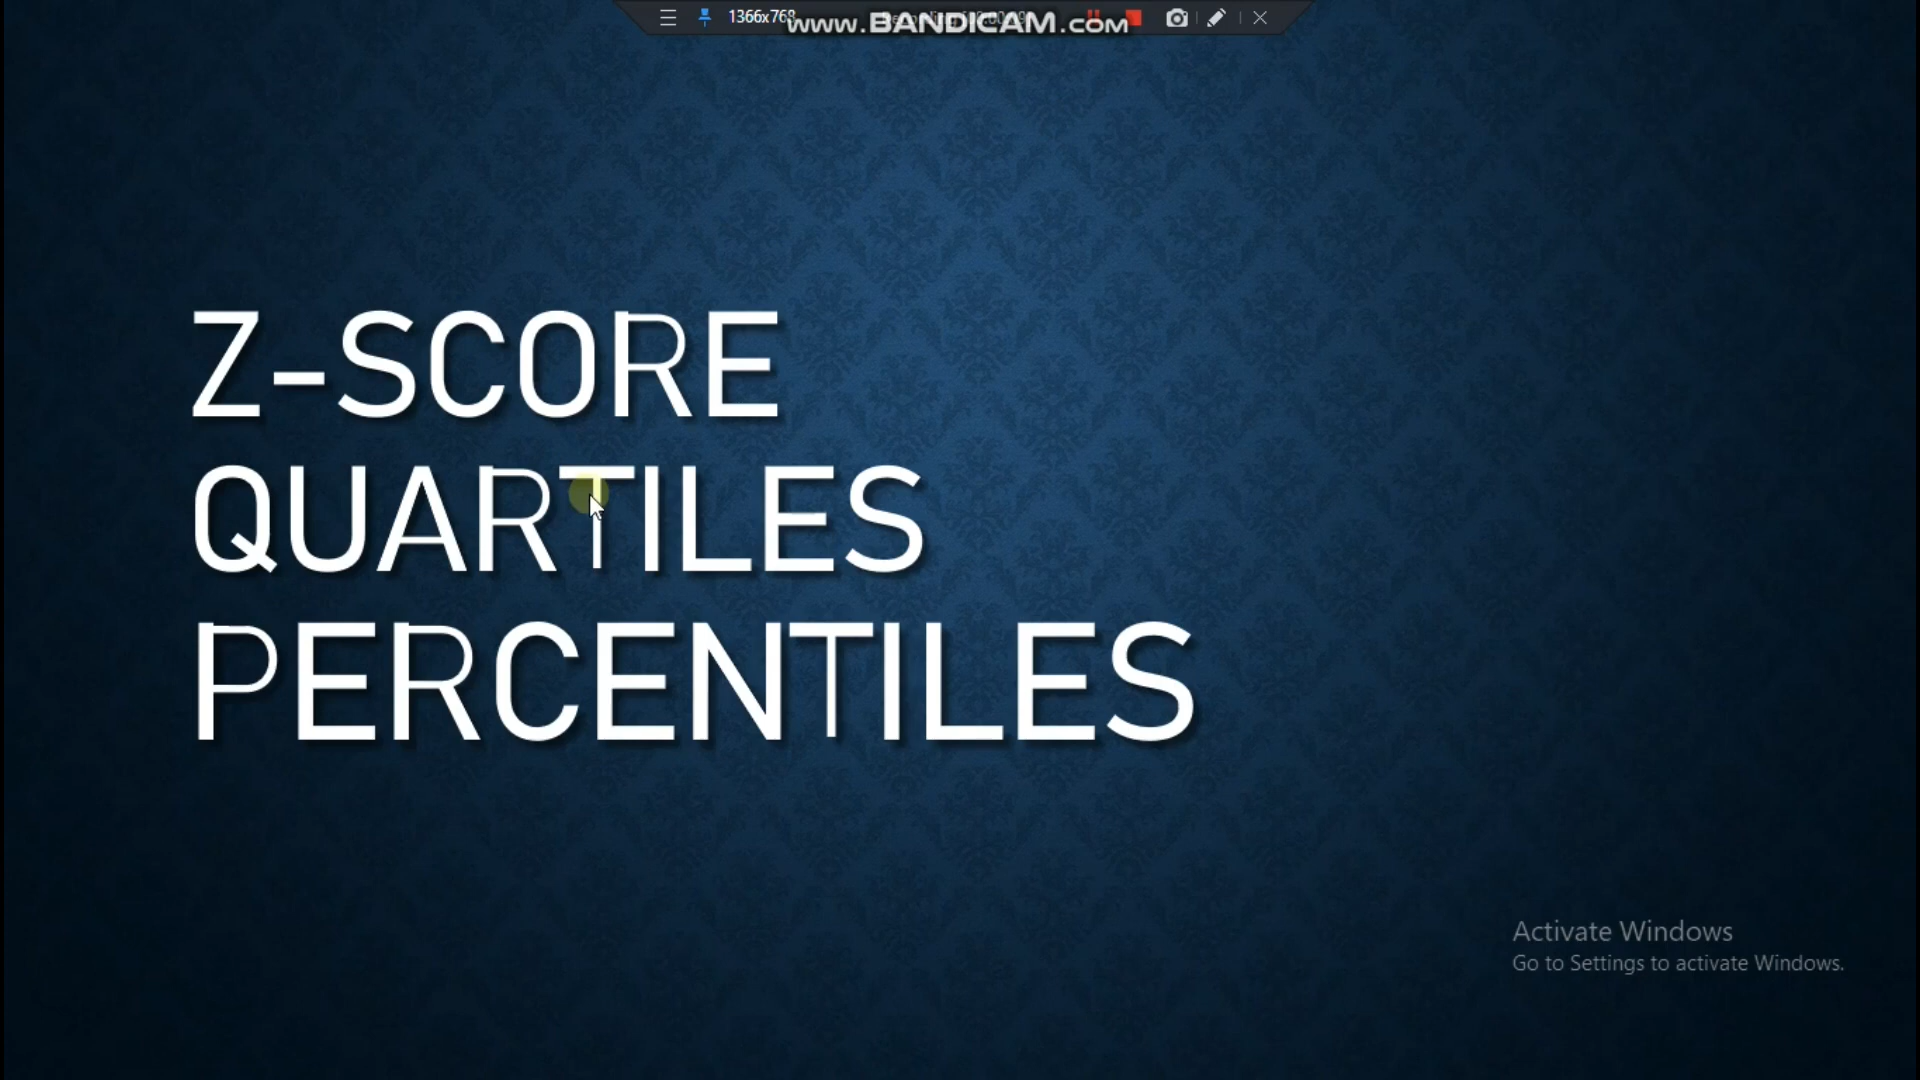 1366x768
www.BANDICAM.com
Z-SCORE
QUARTILES
PERCENTILES
Activate Windows
Go to Settings to activate Windows.